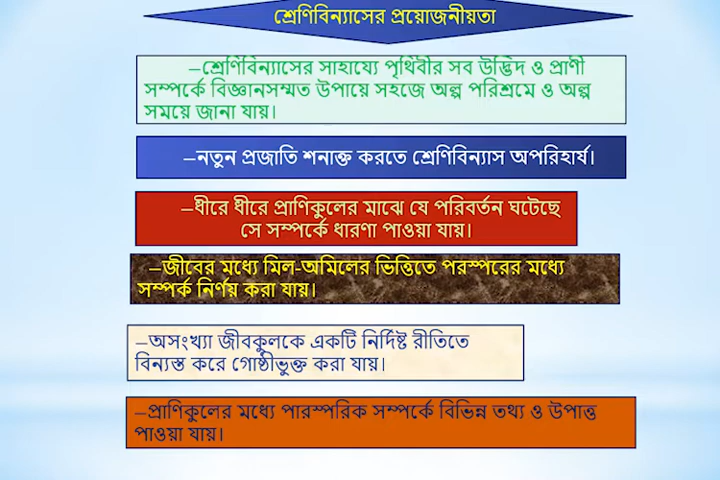 শ্রেণিবিন্যাসের প্রয়োজনীয়তা
–শ্রেণিবিন্যাসের সাহায্যে পৃথিবীর সব উদ্ভিদ ও প্রাণী
সম্পর্কে বিজ্ঞানসম্মত উপায়ে সহজে অল্প পরিশ্রমে ও অল্প
সময়ে জানা যায়।
–নতুন প্রজাতি শনাক্ত করতে শ্রেণিবিন্যাস অপরিহার্য।
–ধীরে ধীরে প্রাণিকুলের মাঝে যে পরিবর্তন ঘটেছে
সে সম্পর্কে ধারণা পাওয়া যায়।
–জীবের মধ্যে মিল-অমিলের ভিত্তিতে পরস্পরের মধ্যে
সম্পর্ক নির্ণয় করা যায়।
–অসংখ্যা জীবকুলকে একটি নির্দিষ্ট রীতিতে
বিন্যস্ত করে গোষ্ঠীভুক্ত করা যায়।
–প্রাণিকুলের মধ্যে পারস্পরিক সম্পর্কে বিভিন্ন তথ্য ও উপাত্ত
পাওয়া যায়।